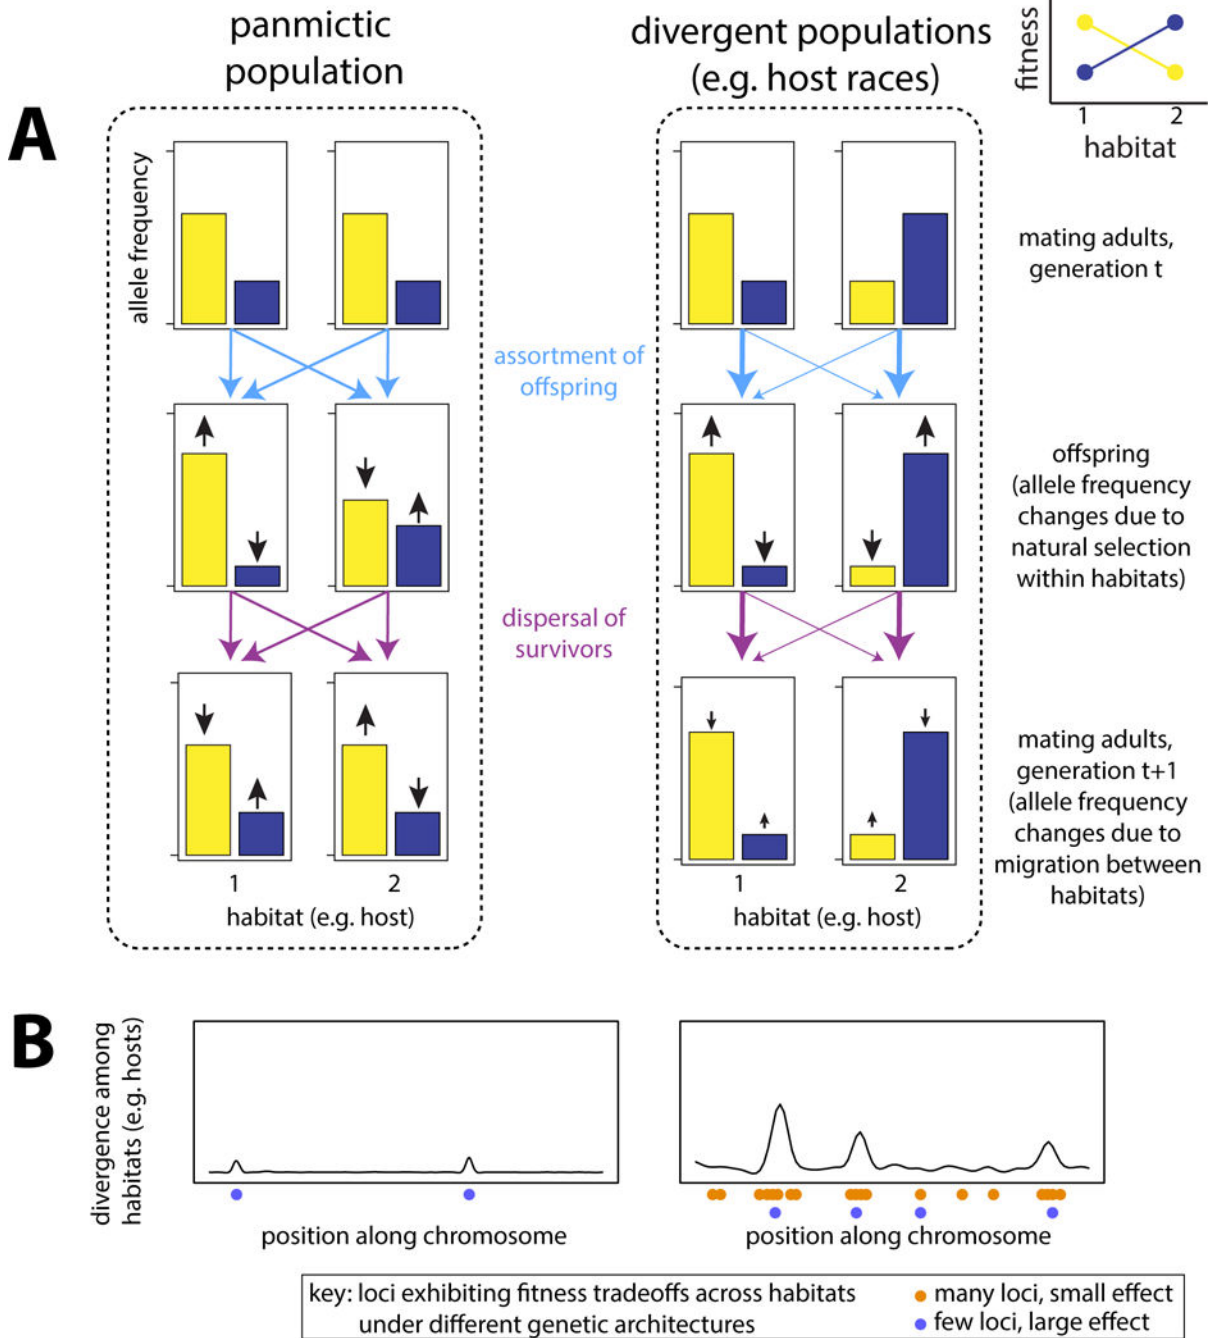 panmictic
population
divergent populations
(e.g. host races)
fitness
1 2
habitat
A
allele frequency
mating adults,
generation t
assortment of
offspring
offspring
(allele frequency
changes due to
natural selection
within habitats)
dispersal of
survivors
mating adults,
generation t+1
(allele frequency
changes due to
migration between
habitats)
1 2
habitat (e.g. host)
1 2
habitat (e.g. host)
B
divergence among
habitats (e.g. hosts)
position along chromosome
position along chromosome
key: loci exhibiting fitness tradeoffs across habitats
under different genetic architectures
many loci, small effect
few loci, large effect